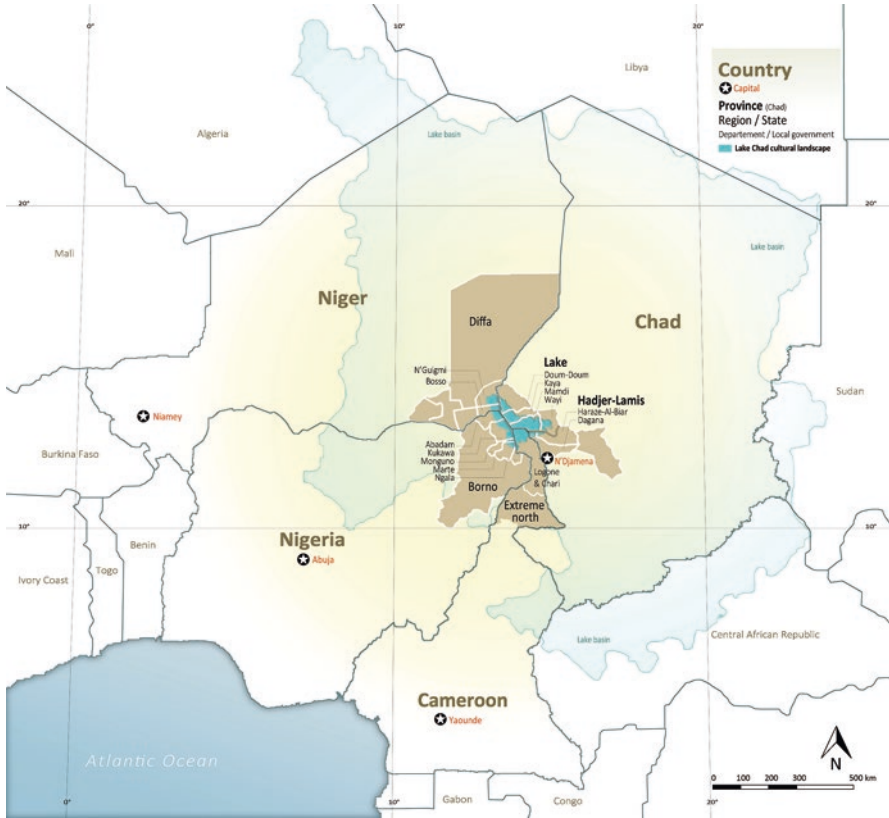 0°
10°
20°
Libya
Country
Capital
Province (Chad)
Region / State
Departement / Local government
Lake Chad cultural landscape
Algeria
Lake basin
20°
20°
Mali
Lake basin
Niger
Chad
Diffa
N'Guigmi
Bosso
Lake
Doum-Doum
Kaya
Mamdi
Wayi
Hadjer-Lamis
Haraze-Al-Biar
Dagana
Sudan
Niamey
Burkina Faso
Abadam
Kukawa
Monguno
Marte
Ngala
N'Djamena
Logone
& Chari
Borno
Extreme
north
10°
10°
Nigeria
Abuja
Benin
Togo
Ivory Coast
Lake basin
Central African Republic
Cameroon
Yaounde
Atlantic Ocean
N
0 100 200 300 500 km
0°
10°
20°
Gabon
Congo